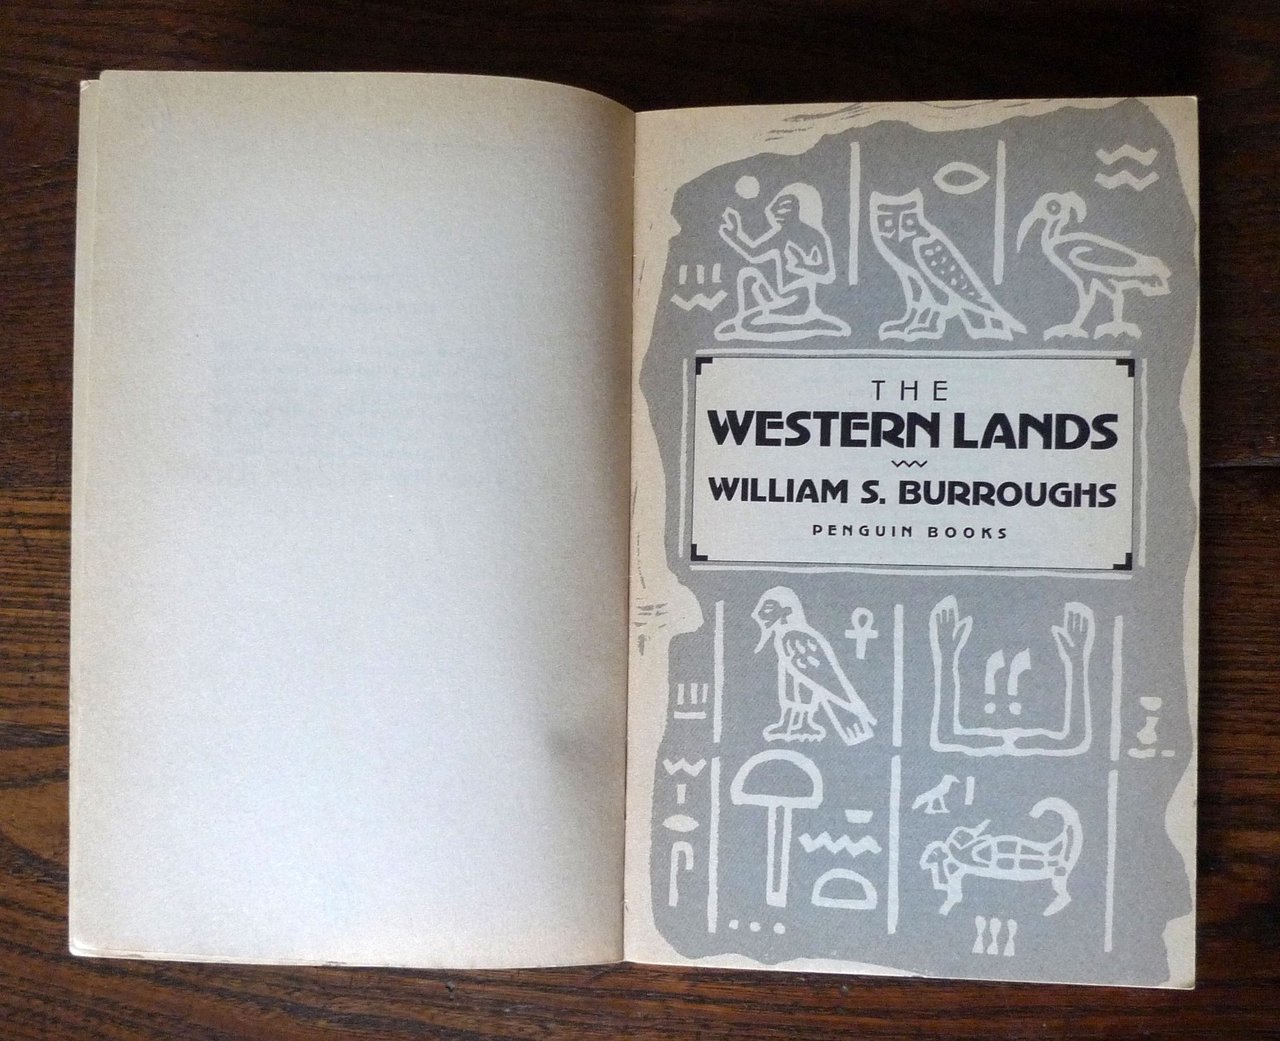 THE
WESTERN LANDS
WILLIAM S. BURROUGHS
PENGUIN BOOKS